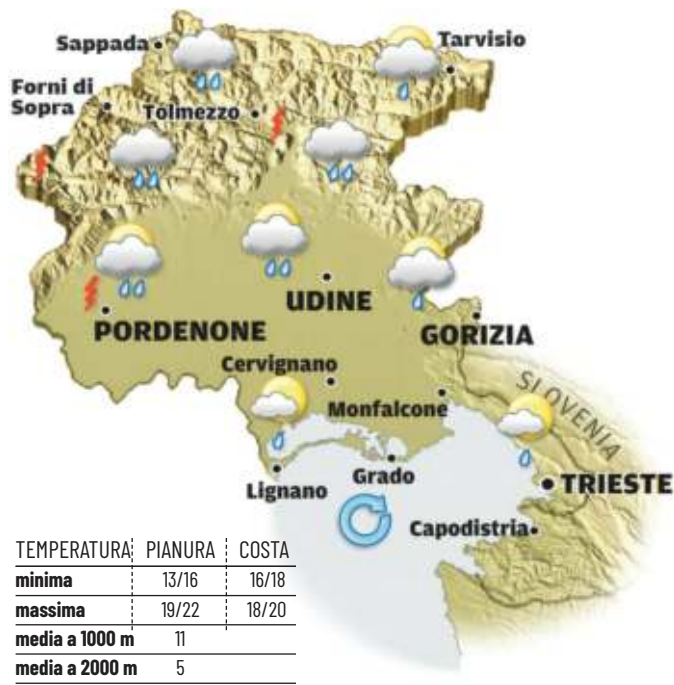 Sappada
Tarvisio
Forni di
Sopra
Tolmezzo
UDINE
PORDENONE
GORIZIA
Cervignano
Monfalcone
SLOVENIA
Lignano
Grado
TRIESTE
Capodistria
TEMPERATURA PIANURA COSTA
minima 13/16 16/18
massima 19/22 18/20
media a 1000 m 11
media a 2000 m 5